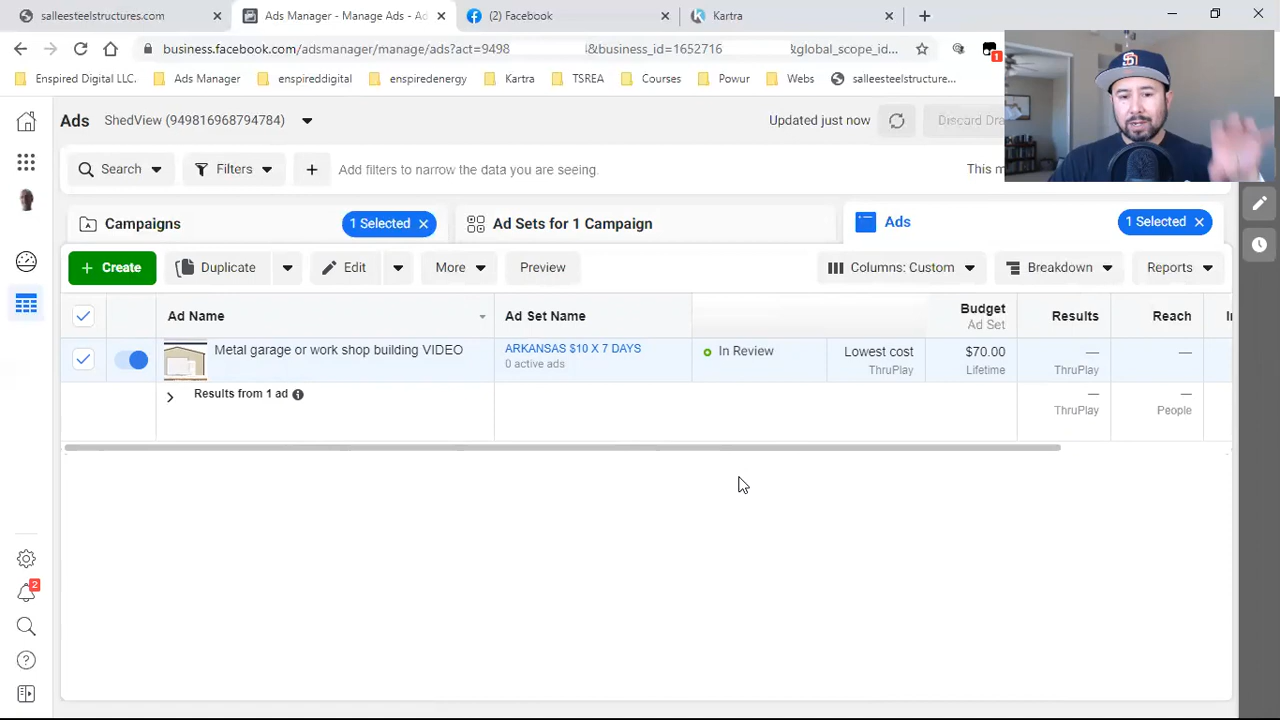 salleesteelstructures.com
Ads Manager - Manage Ads - Ad
(2) Facebook
Kartra
business.facebook.com/adsmanager/manage/ads?act=9498 4&business_id=1652716 &global_scope_id...
Enspired Digital LLC.
Ads Manager
enspireddigital
enspiredenergy
Kartra
TSREA
Courses
Powur
Webs
salleesteelstructure...
1
Ads
ShedView (949816968794784)
Updated just now
Discard Dra
Search
Filters
Add filters to narrow the data you are seeing.
This m
Campaigns
1 Selected
Ad Sets for 1 Campaign
Ads
1 Selected
+ Create
Duplicate
Edit
More
Preview
Columns: Custom
Breakdown
Reports
Ad Name
Ad Set Name
Budget
Ad Set
Results
Reach
Metal garage or work shop building VIDEO
ARKANSAS $10 X 7 DAYS
0 active ads
In Review
Lowest cost
ThruPlay
$70.00
Lifetime
—
ThruPlay
—
Results from 1 ad
—
ThruPlay
—
People
2